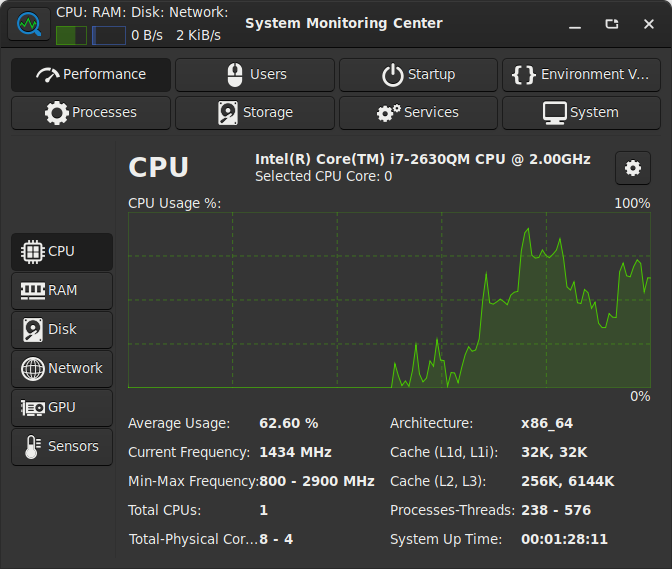 CPU: RAM: Disk: Network:
0 B/s 2 KiB/s
System Monitoring Center
Performance Users Startup Environment V...
Processes Storage Services System
CPU
Intel(R) Core(TM) i7-2630QM CPU @ 2.00GHz
Selected CPU Core: 0
CPU Usage %: 100%
CPU
RAM
Disk
Network
GPU
Sensors
0%
Average Usage: 62.60 % Architecture: x86_64
Current Frequency: 1434 MHz Cache (L1d, L1i): 32K, 32K
Min-Max Frequency: 800 - 2900 MHz Cache (L2, L3): 256K, 6144K
Total CPUs: 1 Processes-Threads: 238 - 576
Total-Physical Cor... 8 - 4 System Up Time: 00:01:28:11